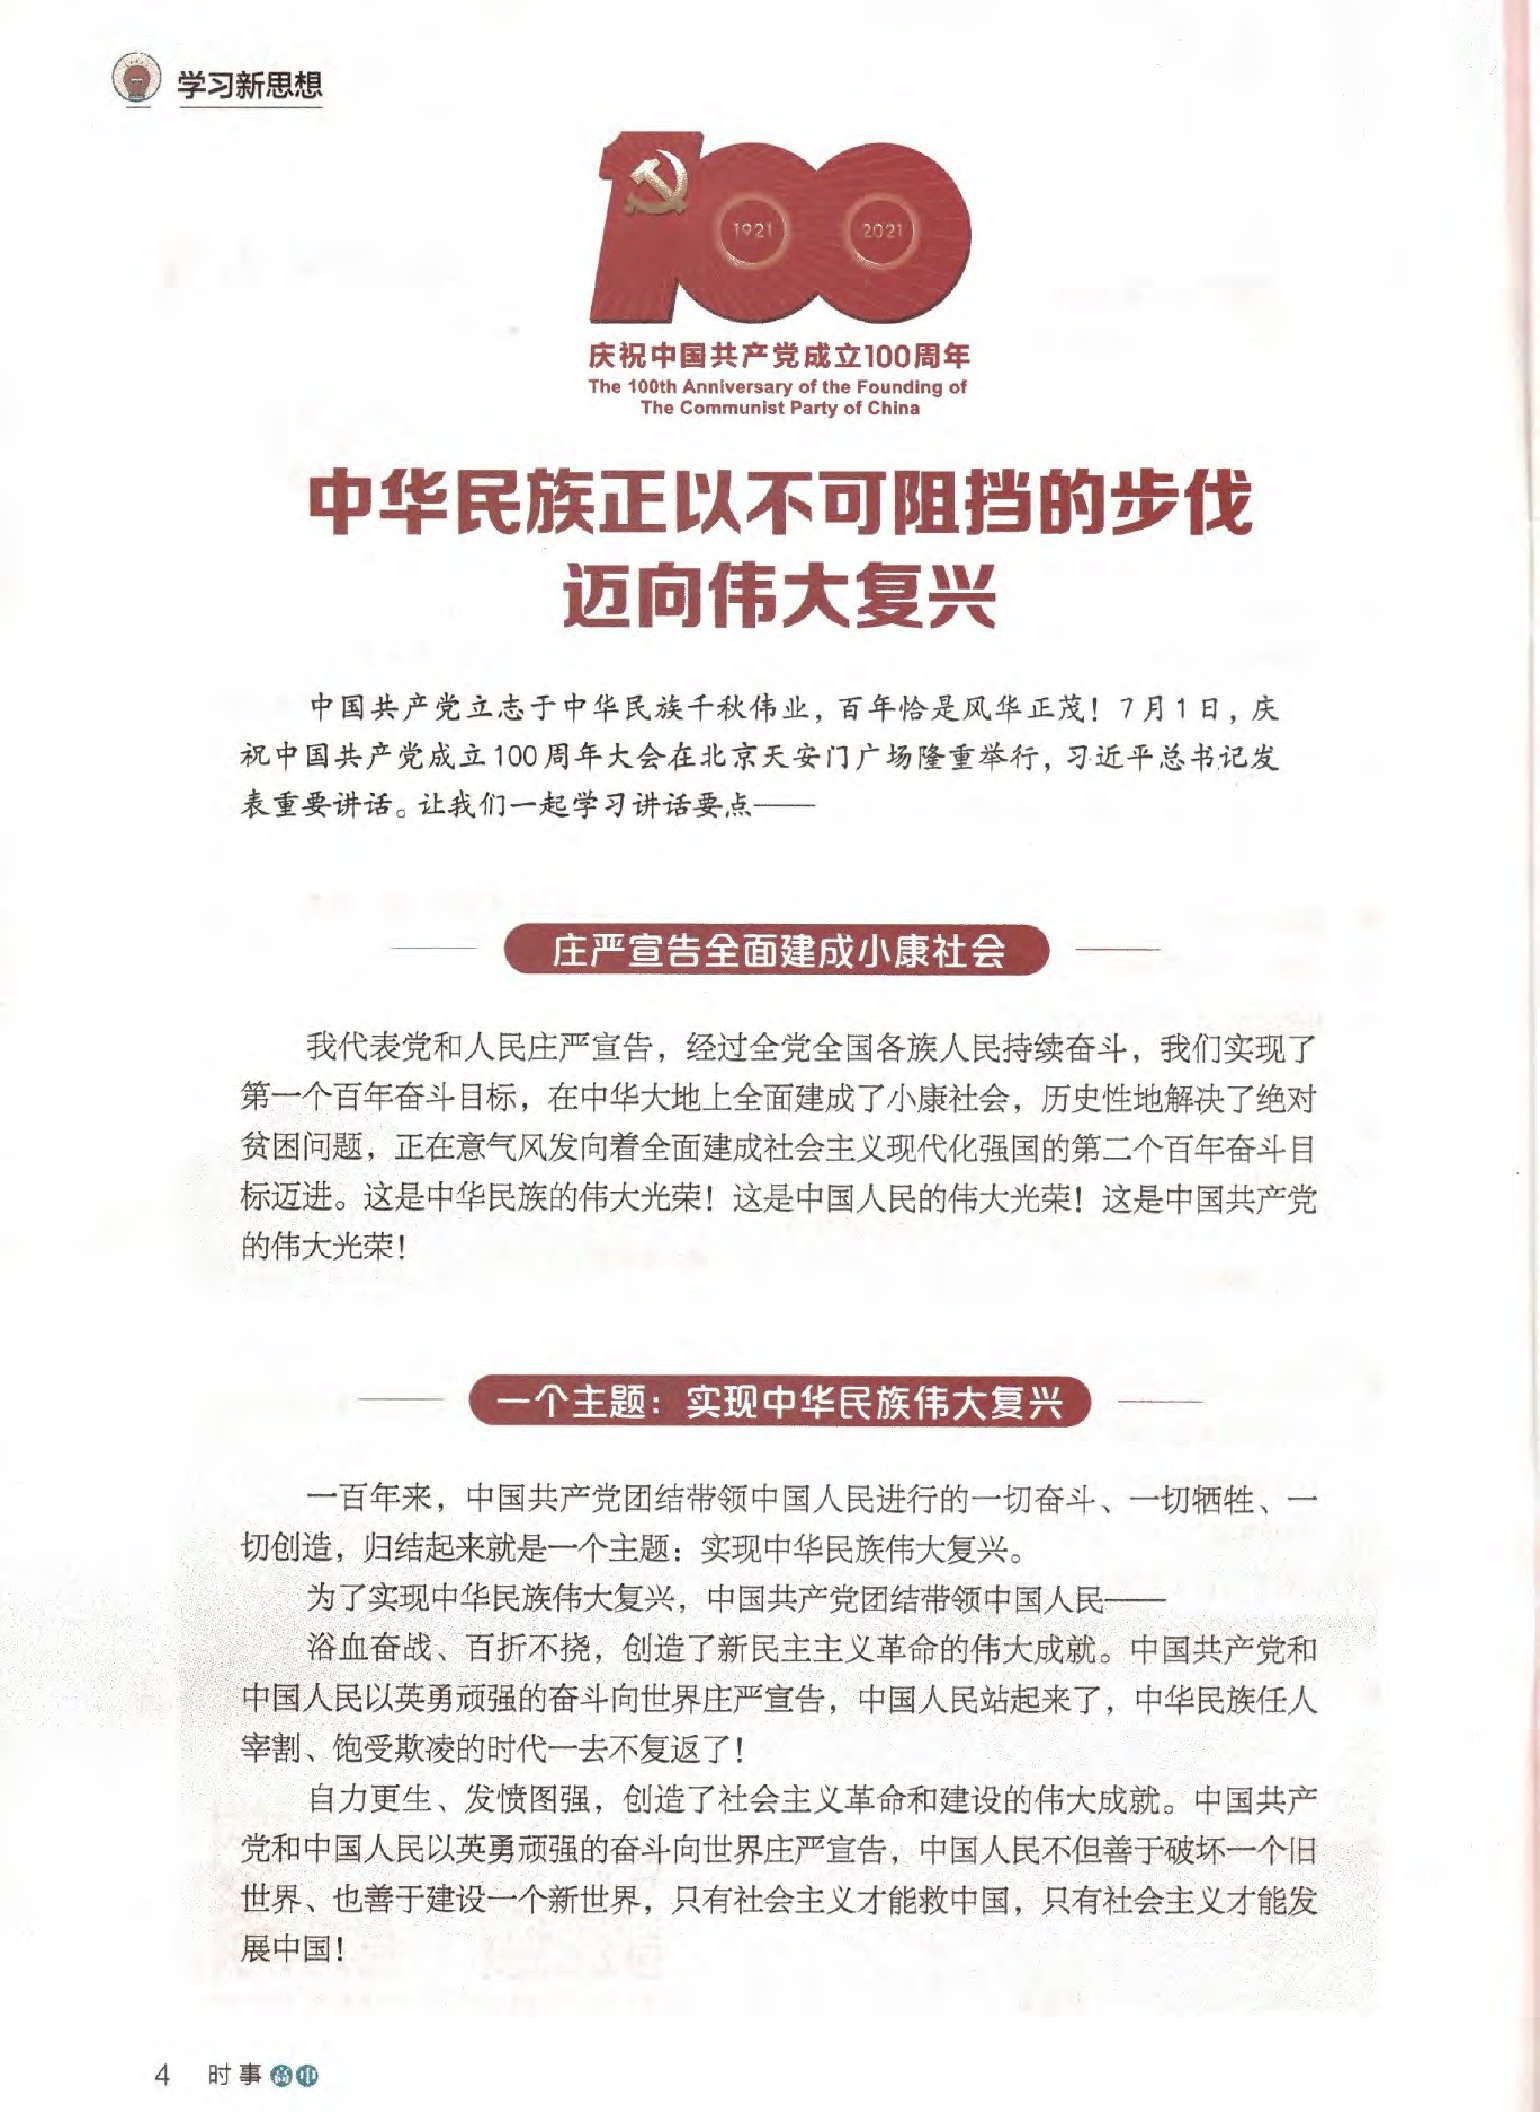 学习新思想
1921
2021
庆祝中国共产党成立100周年
The 100th Anniversary of the Founding of
The Communist Party of China
中华民族正以不可阻挡的步伐
迈向伟大复兴
中国共产党立志于中华民族千秋伟业，百年恰是风华正茂！7月1日，庆
祝中国共产党成立100周年大会在北京天安门广场隆重举行，习近平总书记发
表重要讲话。让我们一起学习讲话要点——
庄严宣告全面建成小康社会
我代表党和人民庄严宣告，经过全党全国各族人民持续奋斗，我们实现了
第一个百年奋斗目标，在中华大地上全面建成了小康社会，历史性地解决了绝对
贫困问题，正在意气风发向着全面建成社会主义现代化强国的第二个百年奋斗目
标迈进。这是中华民族的伟大光荣！这是中国人民的伟大光荣！这是中国共产党
的伟大光荣！
一个主题：实现中华民族伟大复兴
一百年来，中国共产党团结带领中国人民进行的一切奋斗、一切牺牲、一
切创造，归结起来就是一个主题：实现中华民族伟大复兴。
为了实现中华民族伟大复兴，中国共产党团结带领中国人民——
浴血奋战、百折不挠，创造了新民主主义革命的伟大成就。中国共产党和
中国人民以英勇顽强的奋斗向世界庄严宣告，中国人民站起来了，中华民族任人
宰割、饱受欺凌的时代一去不复返了！
自力更生、发愤图强，创造了社会主义革命和建设的伟大成就。中国共产
党和中国人民以英勇顽强的奋斗向世界庄严宣告，中国人民不但善于破坏一个旧
世界、也善于建设一个新世界，只有社会主义才能救中国，只有社会主义才能发
展中国！
4 时事高中